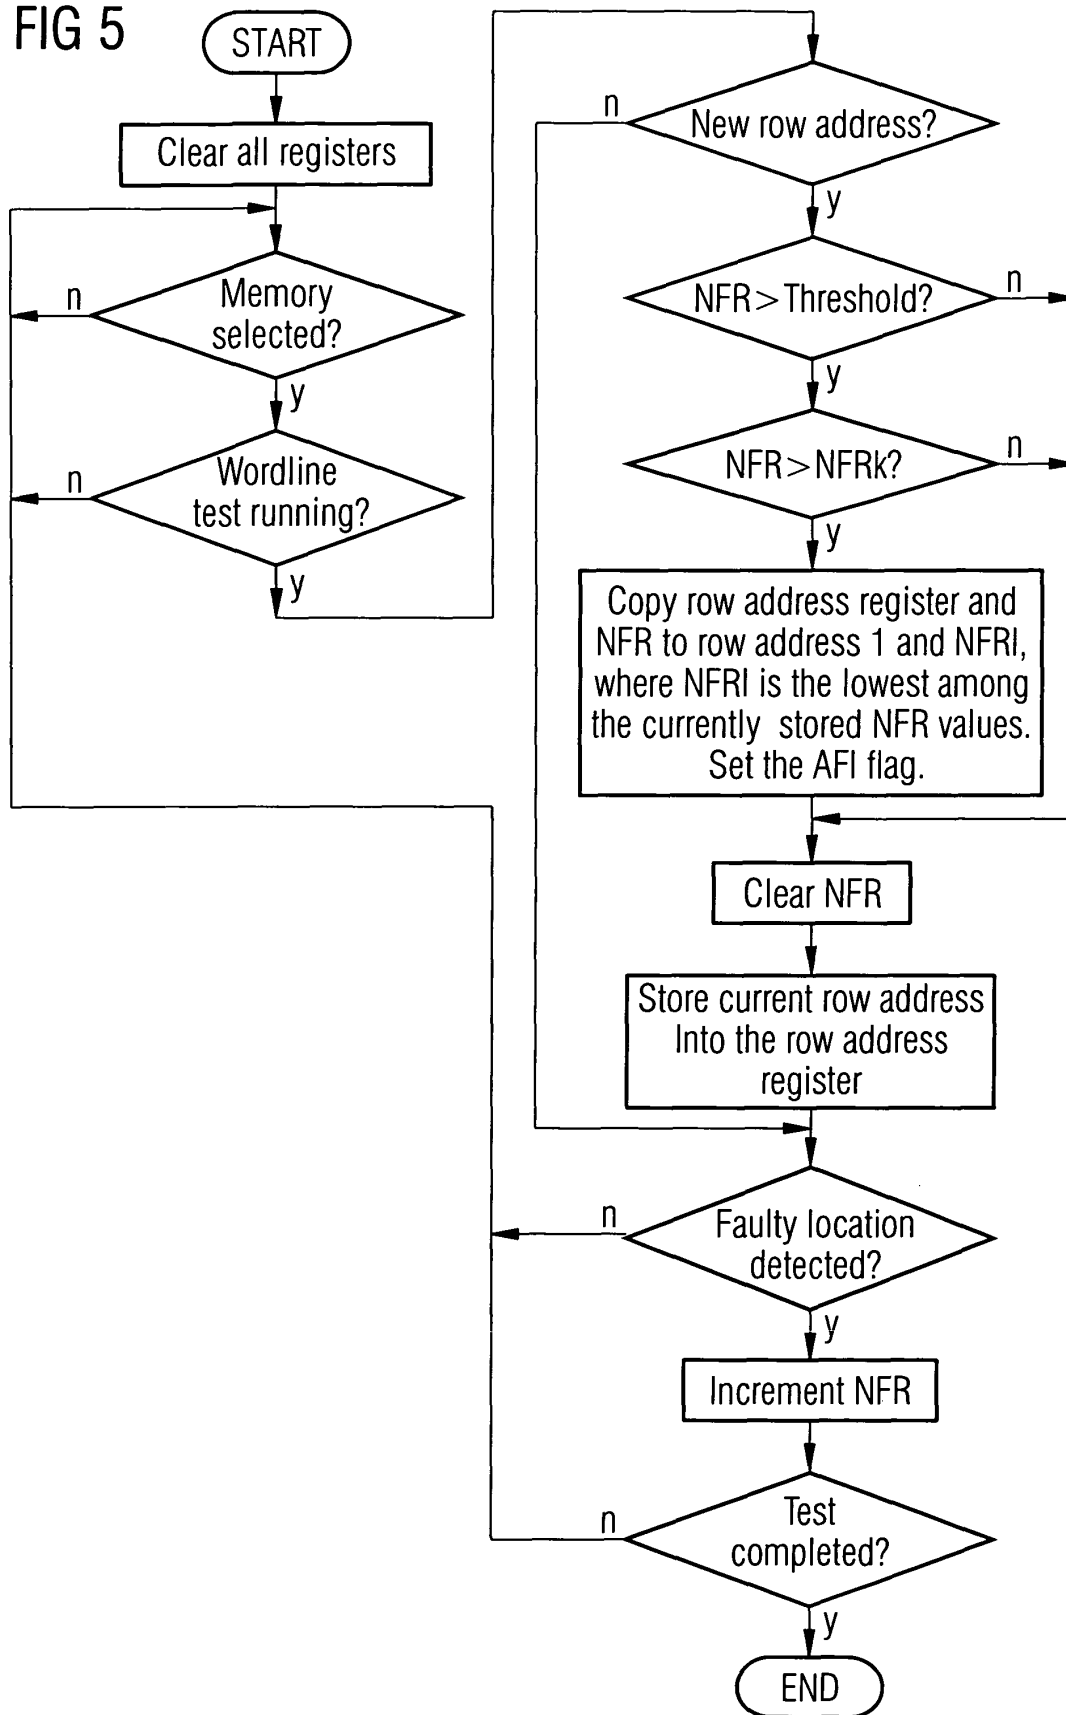 FIG 5
START
Clear all registers
n
Memory
selected?
y
n
Wordline
test running?
y
n
New row address?
y
NFR > Threshold?
n
y
NFR > NFRk?
n
y
Copy row address register and
NFR to row address 1 and NFRl,
where NFRl is the lowest among
the currently stored NFR values.
Set the AFl flag.
Clear NFR
Store current row address
Into the row address
register
n
Faulty location
detected?
y
Increment NFR
n
Test
completed?
y
END